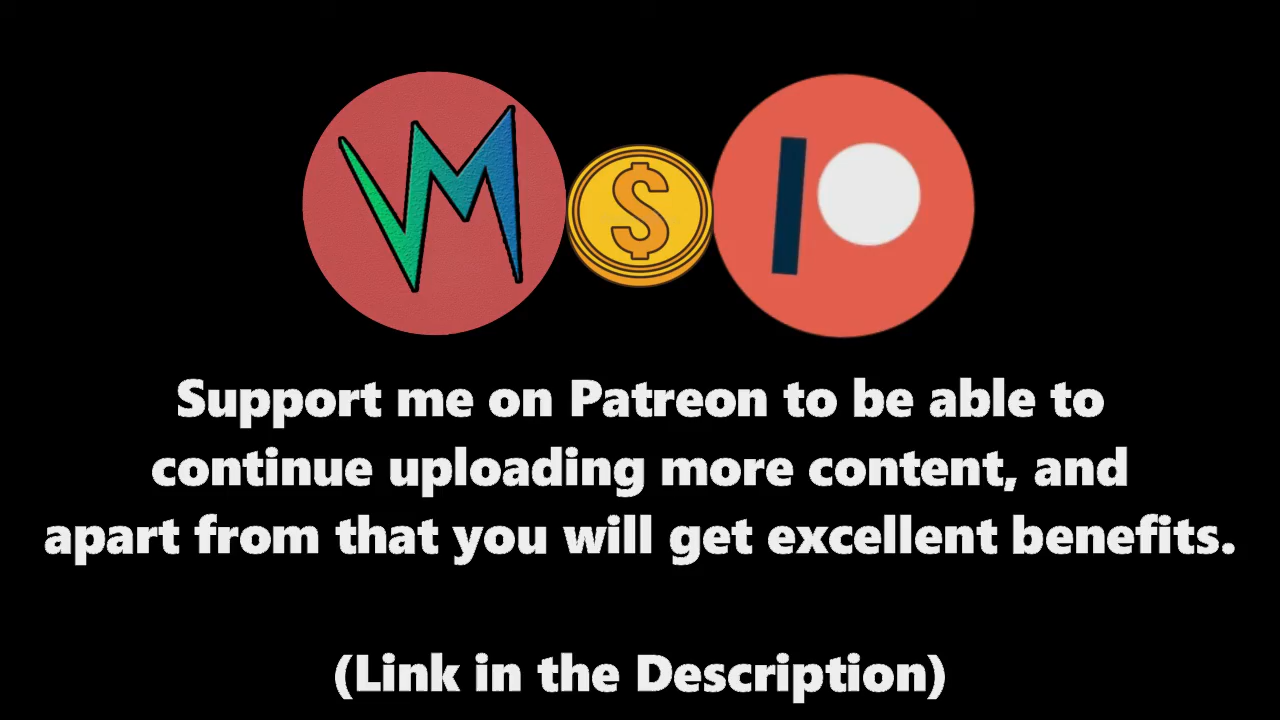 VM $
Support me on Patreon to be able to
continue uploading more content, and
apart from that you will get excellent benefits.
(Link in the Description)